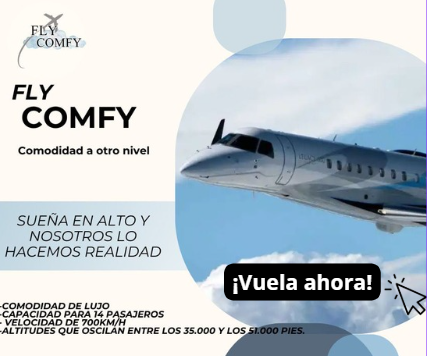 FLY
COMFY
FLY
COMFY
Comodidad a otro nivel
SUEÑA EN ALTO Y
NOSOTROS LO
HACEMOS REALIDAD
¡Vuela ahora!
-COMODIDAD DE LUJO
-CAPACIDAD PARA 14 PASAJEROS
- VELOCIDAD DE 700KM/H
-ALTITUDES QUE OSCILAN ENTRE LOS 35.000 Y LOS 51.000 PIES.